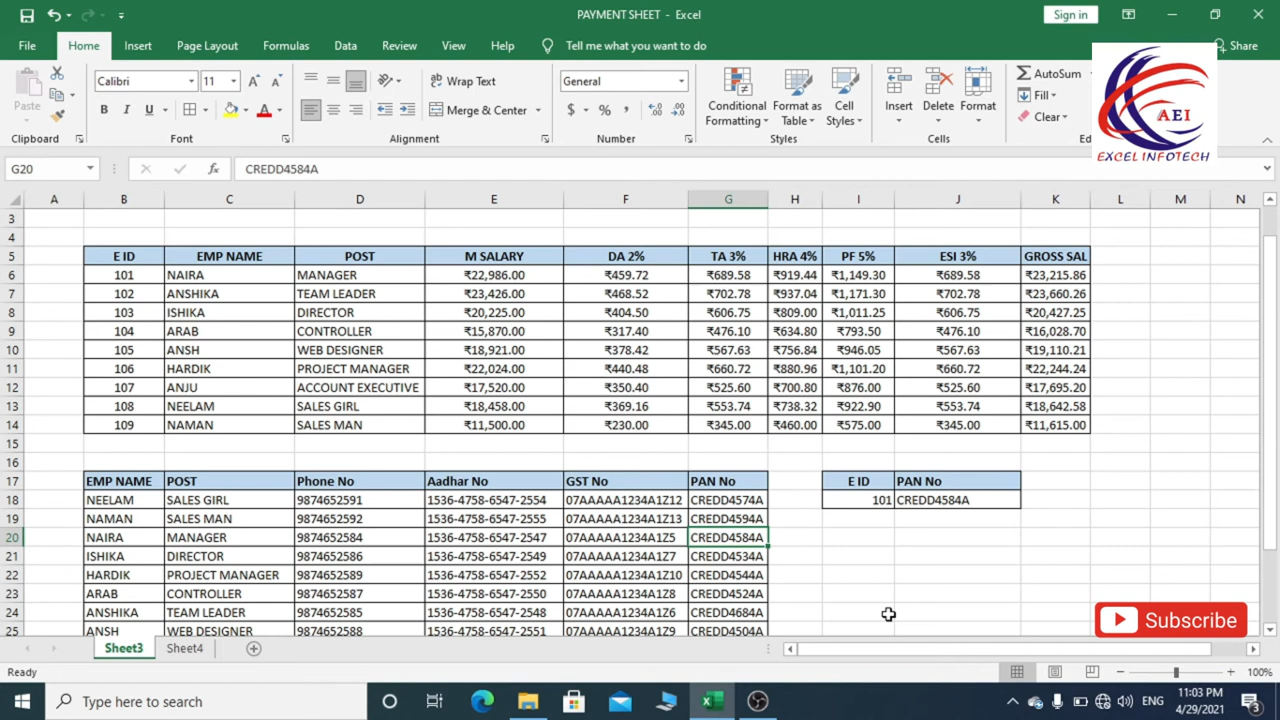 PAYMENT SHEET - Excel
Sign in
File Home Insert Page Layout Formulas Data Review View Help Tell me what you want to do Share
Paste
Calibri 11
B I U
Wrap Text
Merge & Center
General
$ % ,
Conditional Formatting
Format as Table
Cell Styles
Insert Delete Format
AutoSum
Fill
Clear
Clipboard Font Alignment Number Styles Cells
AEI
EXCEL INFOTECH
G20 fx CREDD4584A
A B C D E F G H I J K L M N
3
4
5 E ID EMP NAME POST M SALARY DA 2% TA 3% HRA 4% PF 5% ESI 3% GROSS SAL
6 101 NAIRA MANAGER ₹22,986.00 ₹459.72 ₹689.58 ₹919.44 ₹1,149.30 ₹689.58 ₹23,215.86
7 102 ANSHIKA TEAM LEADER ₹23,426.00 ₹468.52 ₹702.78 ₹937.04 ₹1,171.30 ₹702.78 ₹23,660.26
8 103 ISHIKA DIRECTOR ₹20,225.00 ₹404.50 ₹606.75 ₹809.00 ₹1,011.25 ₹606.75 ₹20,427.25
9 104 ARAB CONTROLLER ₹15,870.00 ₹317.40 ₹476.10 ₹634.80 ₹793.50 ₹476.10 ₹16,028.70
10 105 ANSH WEB DESIGNER ₹18,921.00 ₹378.42 ₹567.63 ₹756.84 ₹946.05 ₹567.63 ₹19,110.21
11 106 HARDIK PROJECT MANAGER ₹22,024.00 ₹440.48 ₹660.72 ₹880.96 ₹1,101.20 ₹660.72 ₹22,244.24
12 107 ANJU ACCOUNT EXECUTIVE ₹17,520.00 ₹350.40 ₹525.60 ₹700.80 ₹876.00 ₹525.60 ₹17,695.20
13 108 NEELAM SALES GIRL ₹18,458.00 ₹369.16 ₹553.74 ₹738.32 ₹922.90 ₹553.74 ₹18,642.58
14 109 NAMAN SALES MAN ₹11,500.00 ₹230.00 ₹345.00 ₹460.00 ₹575.00 ₹345.00 ₹11,615.00
15
16
17 EMP NAME POST Phone No Aadhar No GST No PAN No E ID PAN No
18 NEELAM SALES GIRL 9874652591 1536-4758-6547-2554 07AAAAA1234A1Z12 CREDD4574A 101 CREDD4584A
19 NAMAN SALES MAN 9874652592 1536-4758-6547-2555 07AAAAA1234A1Z13 CREDD4594A
20 NAIRA MANAGER 9874652584 1536-4758-6547-2547 07AAAAA1234A1Z5 CREDD4584A
21 ISHIKA DIRECTOR 9874652586 1536-4758-6547-2549 07AAAAA1234A1Z7 CREDD4534A
22 HARDIK PROJECT MANAGER 9874652589 1536-4758-6547-2552 07AAAAA1234A1Z10 CREDD4544A
23 ARAB CONTROLLER 9874652587 1536-4758-6547-2550 07AAAAA1234A1Z8 CREDD4524A
24 ANSHIKA TEAM LEADER 9874652585 1536-4758-6547-2548 07AAAAA1234A1Z6 CREDD4684A
25 ANSH WEB DESIGNER 9874652588 1536-4758-6547-2551 07AAAAA1234A1Z9 CREDD4504A
Subscribe
Sheet3 Sheet4
Ready 100%
Type here to search
ENG
11:03 PM
4/29/2021
3